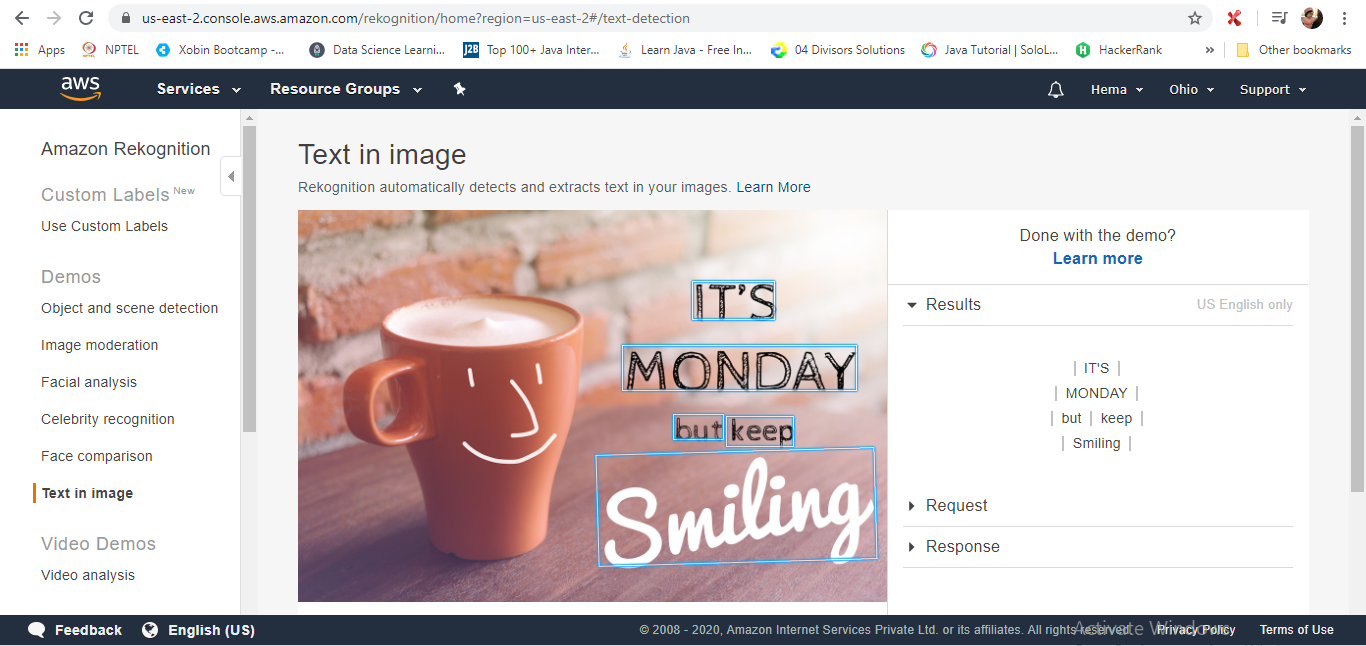 us-east-2.console.aws.amazon.com/rekognition/home?region=us-east-2#/text-detection
Apps NPTEL Xobin Bootcamp -... Data Science Learni... J2B Top 100+ Java Inter... Learn Java - Free In... 04 Divisors Solutions Java Tutorial | SoloL... HackerRank » Other bookmarks
aws Services Resource Groups Hema Ohio Support
Amazon Rekognition
Custom Labels New
Use Custom Labels
Demos
Object and scene detection
Image moderation
Facial analysis
Celebrity recognition
Face comparison
Text in image
Video Demos
Video analysis
Text in image
Rekognition automatically detects and extracts text in your images. Learn More
IT'S
MONDAY
but keep
Smiling
Done with the demo?
Learn more
Results US English only
| IT'S |
| MONDAY |
| but | keep |
| Smiling |
Request
Response
Feedback English (US) © 2008 - 2020, Amazon Internet Services Private Ltd. or its affiliates. All rights reserved. Privacy Policy Terms of Use
Activate Windows